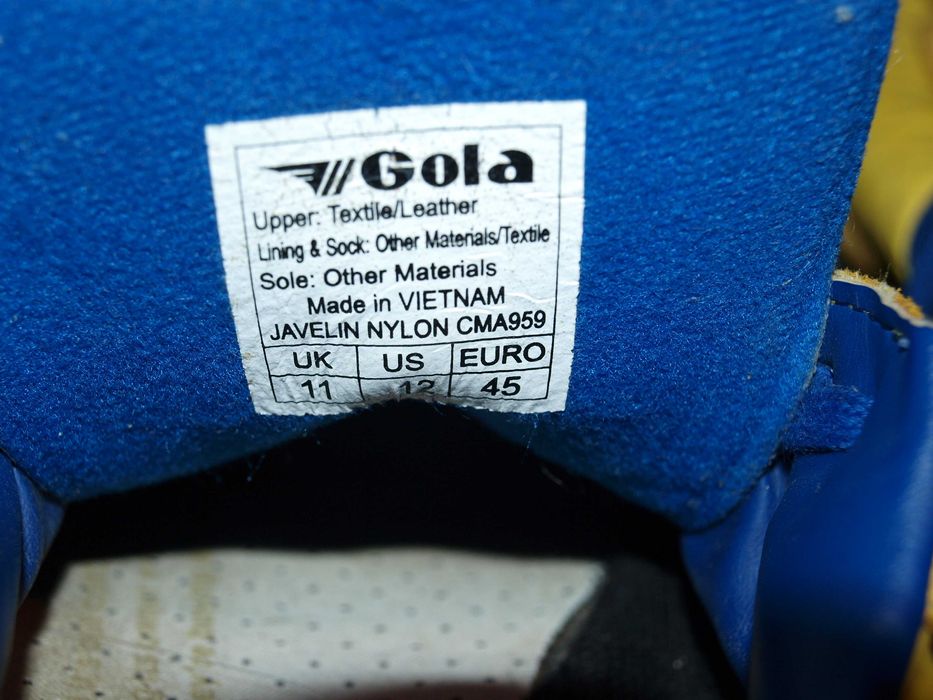 Gola
Upper: Textile/Leather
Lining & Sock: Other Materials/Textile
Sole: Other Materials
Made in VIETNAM
JAVELIN NYLON CMA959
UK US EURO
11 12 45